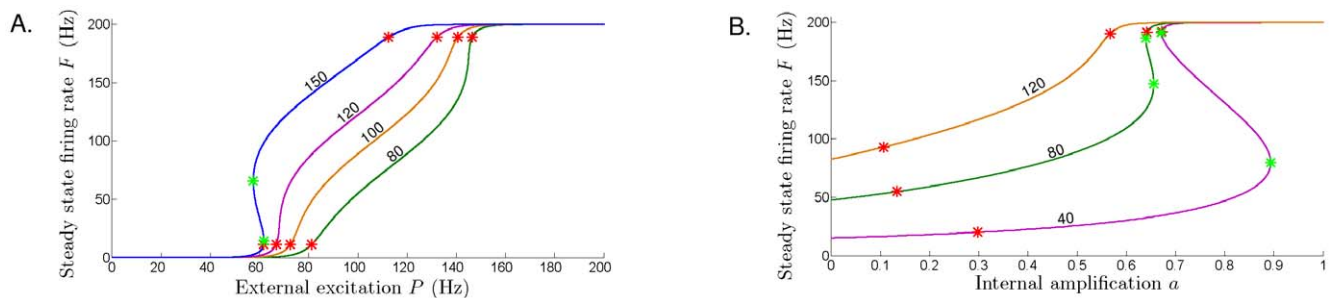 A.
Steady state firing rate F (Hz)
200
150
100
50
0
150
120
100
80
0 20 40 60 80 100 120 140 160 180 200
External excitation P (Hz)
B.
Steady state firing rate F (Hz)
200
150
100
50
0
120
80
40
0 0.1 0.2 0.3 0.4 0.5 0.6 0.7 0.8 0.9 1
Internal amplification a